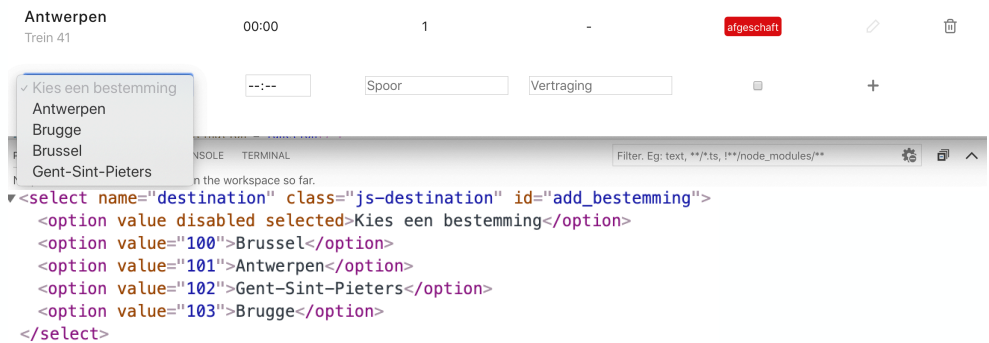 Antwerpen
Trein 41
00:00
1
-
afgeschaft
✓ Kies een bestemming
Antwerpen
Brugge
Brussel
Gent-Sint-Pieters
--:--
Spoor
Vertraging
+
NSOLE
TERMINAL
Filter. Eg: text, **/*.ts, !**/node_modules/**
n the workspace so far.
▼<select name="destination" class="js-destination" id="add_bestemming">
<option value disabled selected>Kies een bestemming</option>
<option value="100">Brussel</option>
<option value="101">Antwerpen</option>
<option value="102">Gent-Sint-Pieters</option>
<option value="103">Brugge</option>
</select>